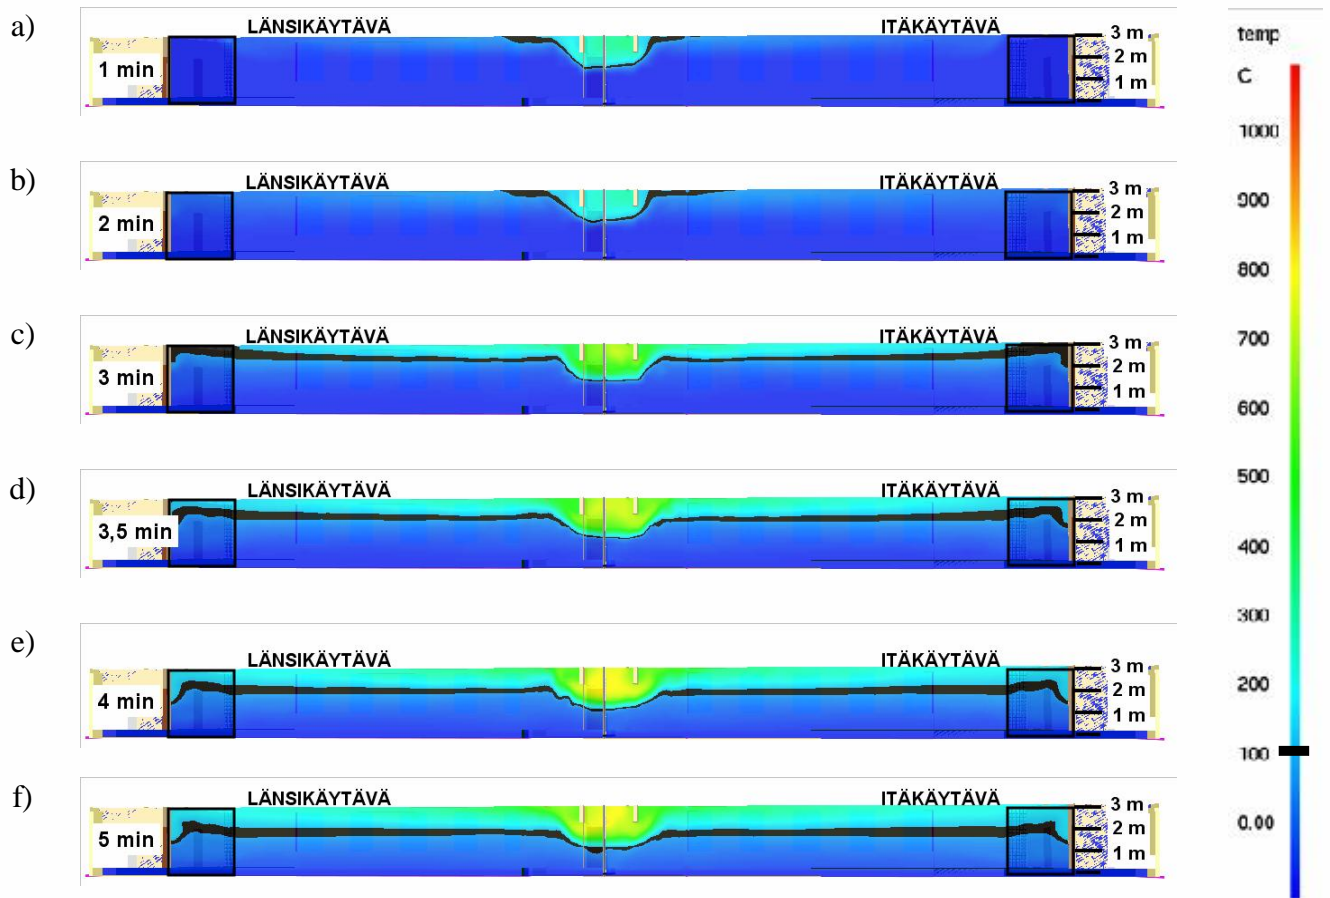 a)
LÄNSIKÄYTÄVÄ ITÄKÄYTÄVÄ
1 min
3 m
2 m
1 m
b)
LÄNSIKÄYTÄVÄ ITÄKÄYTÄVÄ
2 min
3 m
2 m
1 m
c)
LÄNSIKÄYTÄVÄ ITÄKÄYTÄVÄ
3 min
3 m
2 m
1 m
d)
LÄNSIKÄYTÄVÄ ITÄKÄYTÄVÄ
3,5 min
3 m
2 m
1 m
e)
LÄNSIKÄYTÄVÄ ITÄKÄYTÄVÄ
4 min
3 m
2 m
1 m
f)
LÄNSIKÄYTÄVÄ ITÄKÄYTÄVÄ
5 min
3 m
2 m
1 m
temp
C
1000
900
800
700
600
500
400
300
200
100
0.00